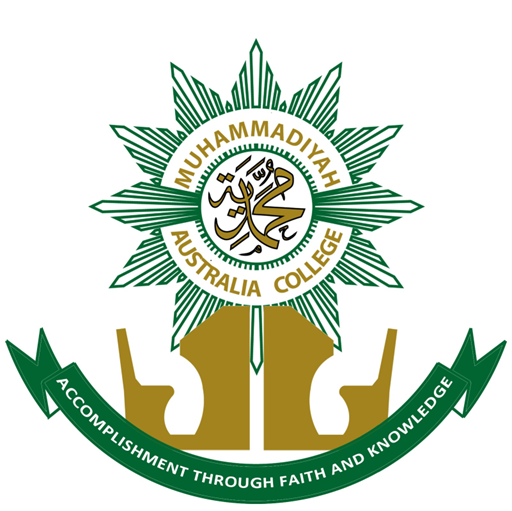 MUHAMMADIYAH
محمدية
AUSTRALIA COLLEGE
ACCOMPLISHMENT THROUGH FAITH AND KNOWLEDGE